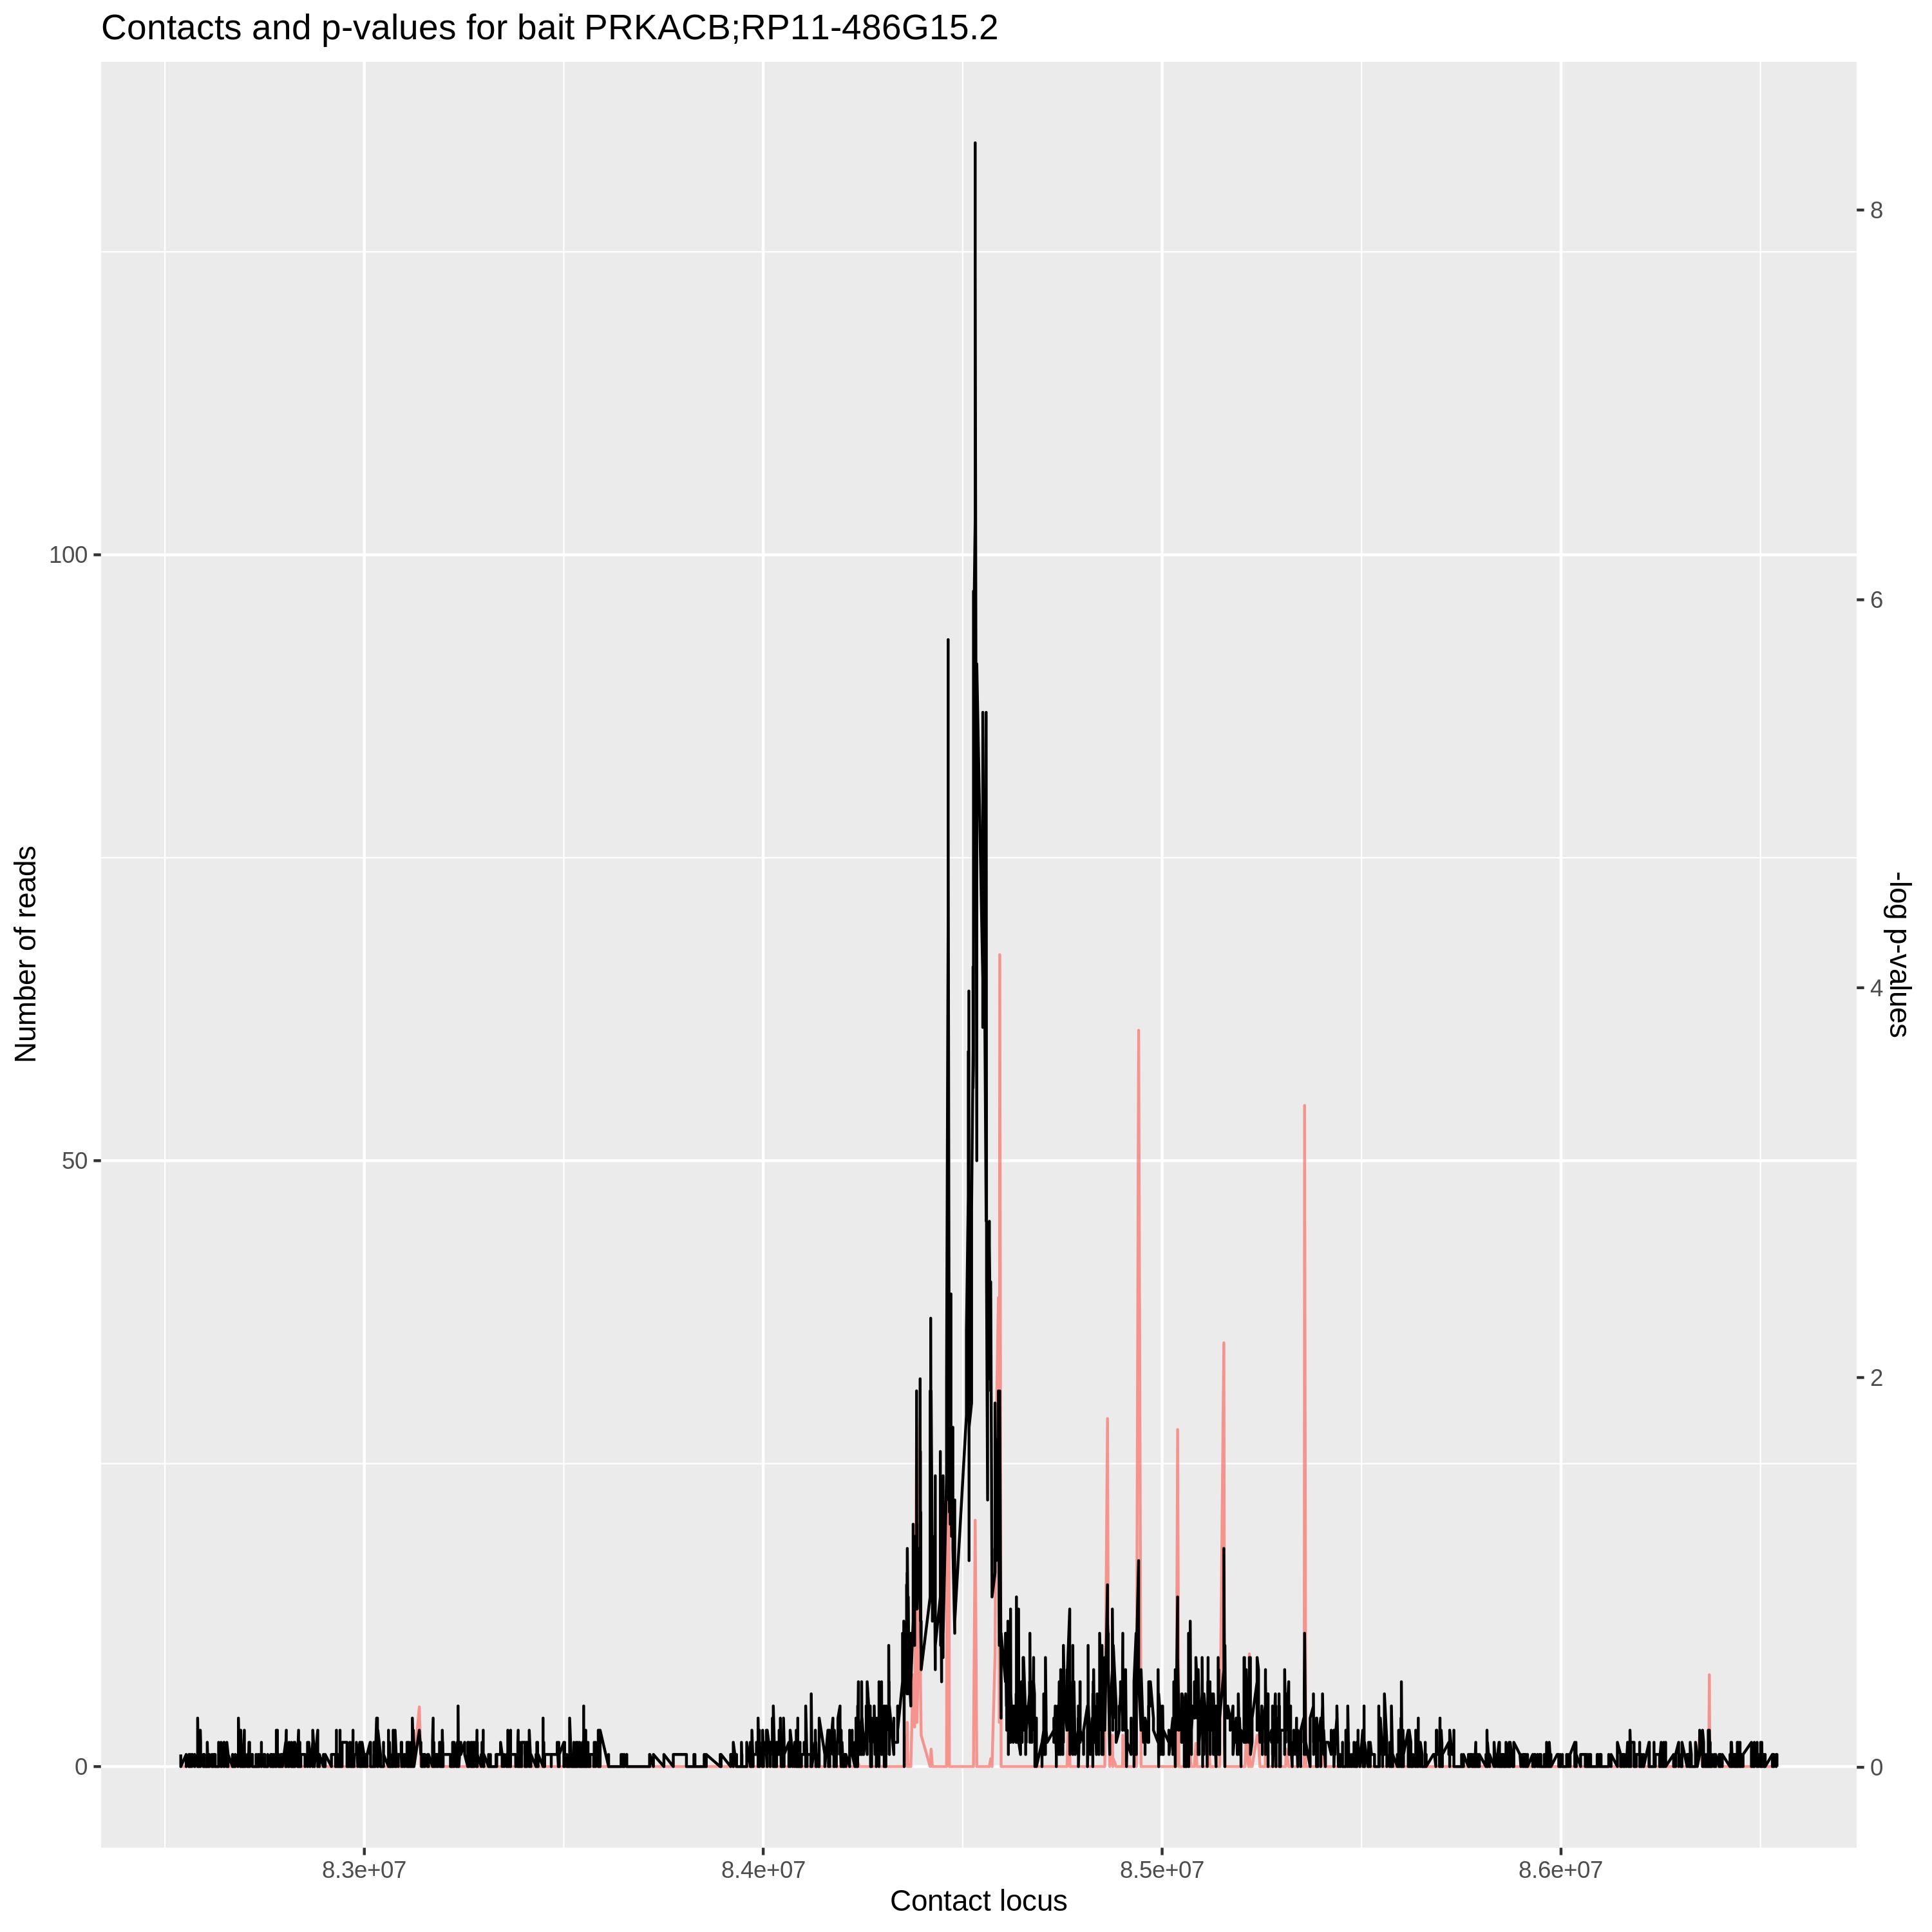 Contacts and p-values for bait PRKACB;RP11-486G15.2
Number of reads
100
50
0
8
6
4
2
0
-log p-values
8.3e+07
8.4e+07
8.5e+07
8.6e+07
Contact locus